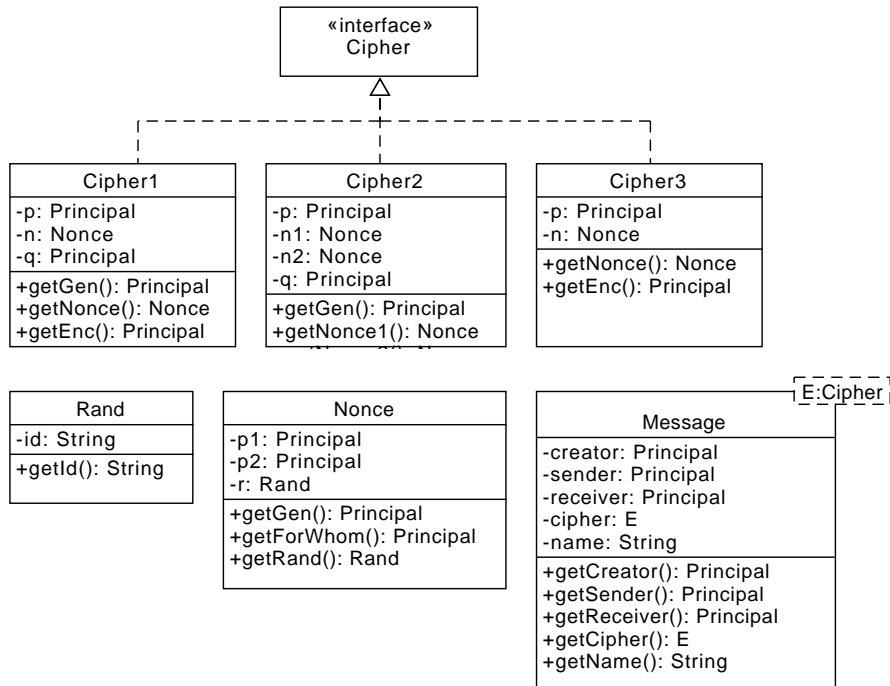 «interface»
Cipher
Cipher1
-p: Principal
-n: Nonce
-q: Principal
+getGen(): Principal
+getNonce(): Nonce
+getEnc(): Principal
Cipher2
-p: Principal
-n1: Nonce
-n2: Nonce
-q: Principal
+getGen(): Principal
+getNonce1(): Nonce
Cipher3
-p: Principal
-n: Nonce
+getNonce(): Nonce
+getEnc(): Principal
Rand
-id: String
+getId(): String
Nonce
-p1: Principal
-p2: Principal
-r: Rand
+getGen(): Principal
+getForWhom(): Principal
+getRand(): Rand
E:Cipher
Message
-creator: Principal
-sender: Principal
-receiver: Principal
-cipher: E
-name: String
+getCreator(): Principal
+getSender(): Principal
+getReceiver(): Principal
+getCipher(): E
+getName(): String